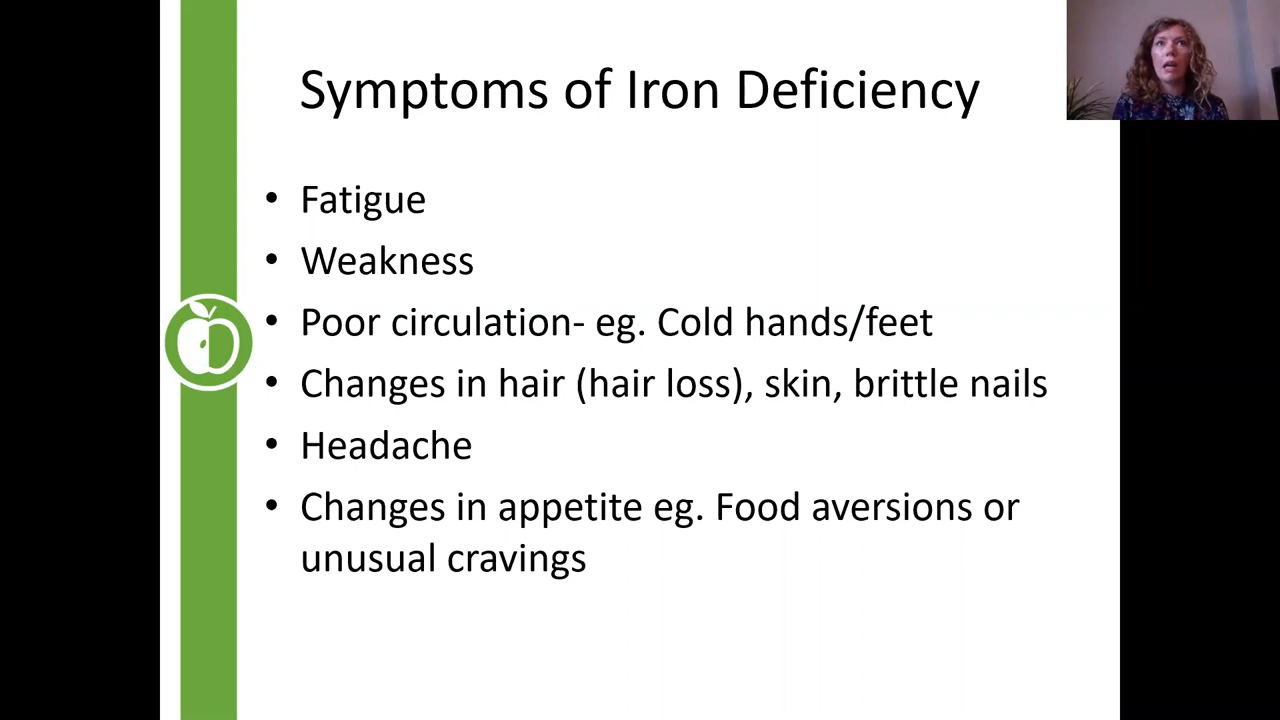 Symptoms of Iron Deficiency
• Fatigue
• Weakness
• Poor circulation- eg. Cold hands/feet
• Changes in hair (hair loss), skin, brittle nails
• Headache
• Changes in appetite eg. Food aversions or
unusual cravings